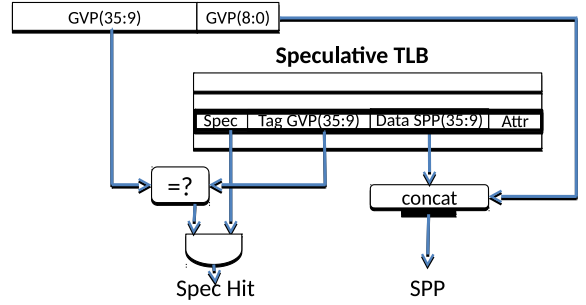 GVP(35:9) GVP(8:0)
Speculative TLB
Spec Tag GVP(35:9) Data SPP(35:9) Attr
=?
concat
Spec Hit
SPP